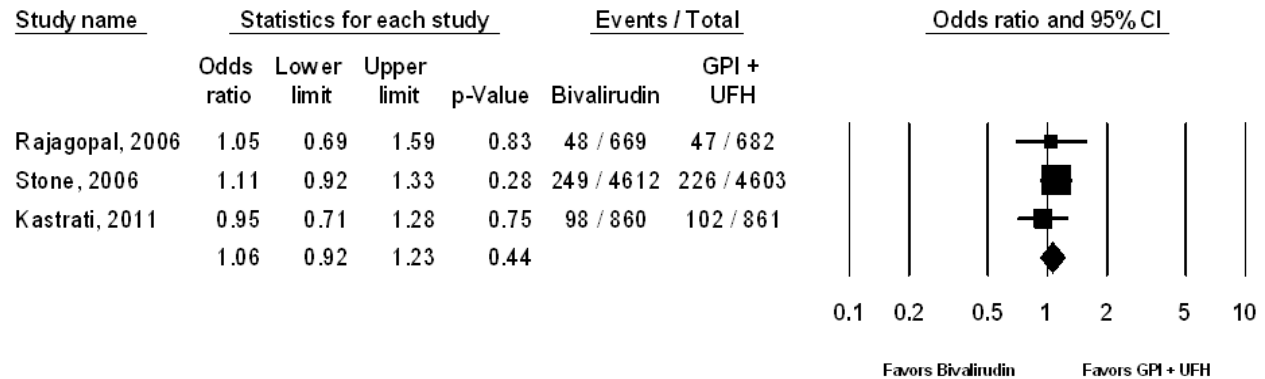 Study name Statistics for each study Events / Total Odds ratio and 95% CI
Odds Lower Upper GPI +
ratio limit limit p-Value Bivalirudin UFH
Rajagopal, 2006 1.05 0.69 1.59 0.83 48 / 669 47 / 682
Stone, 2006 1.11 0.92 1.33 0.28 249 / 4612 226 / 4603
Kastrati, 2011 0.95 0.71 1.28 0.75 98 / 860 102 / 861
1.06 0.92 1.23 0.44
0.1 0.2 0.5 1 2 5 10
Favors Bivalirudin Favors GPI + UFH